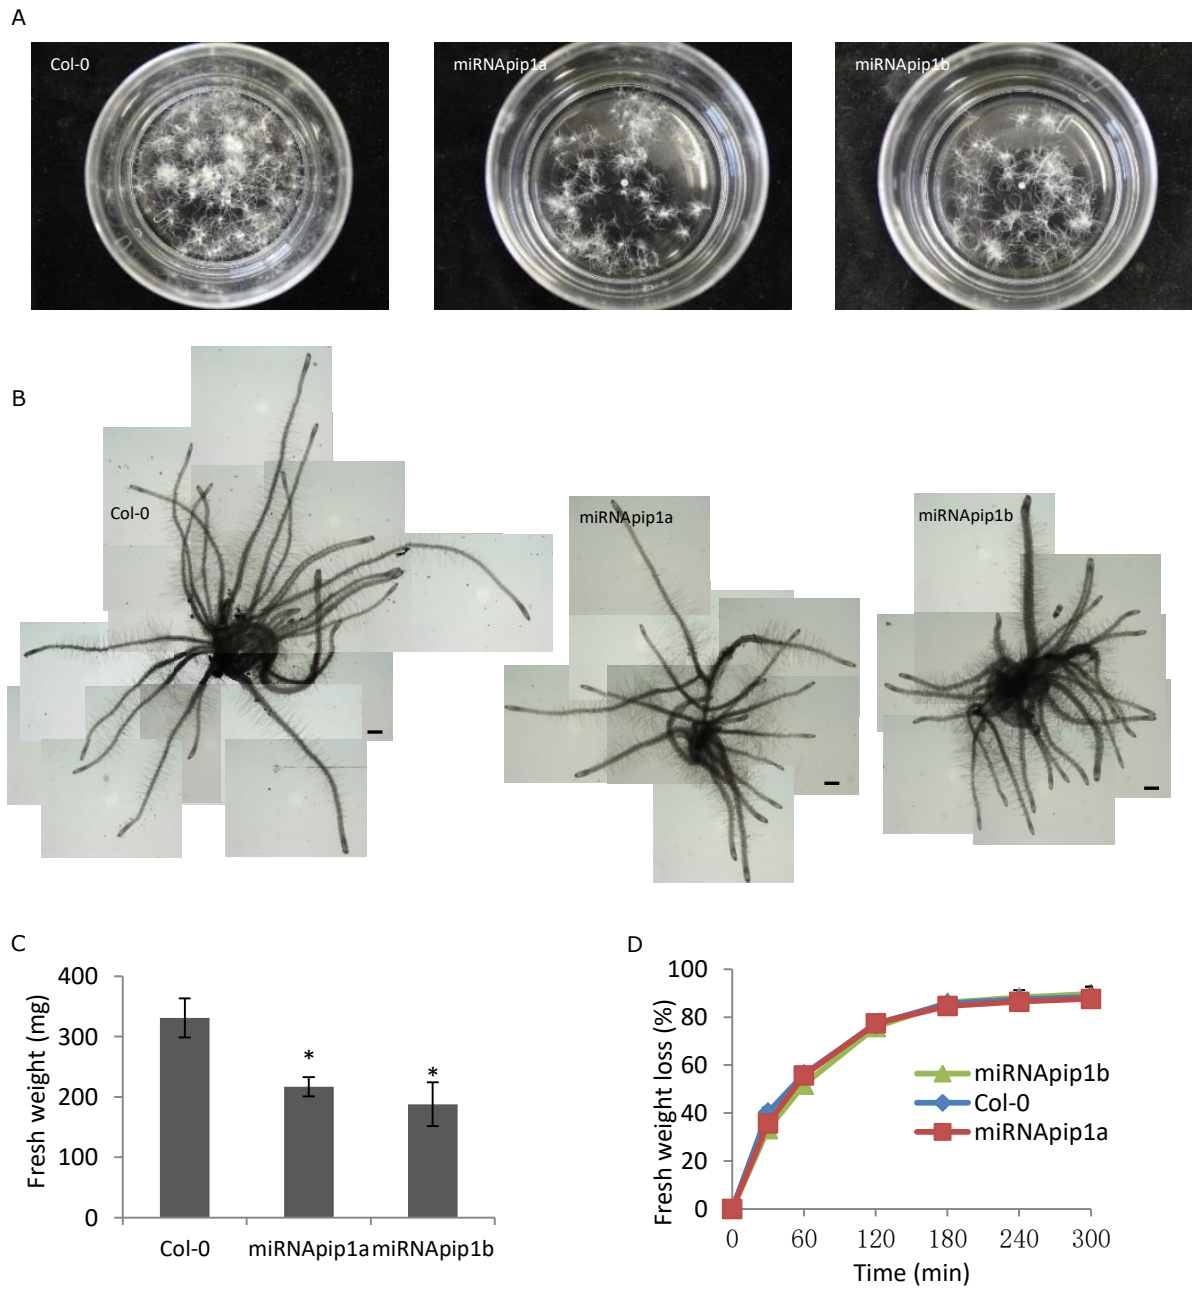 A
Col-0
miRNApip1a
miRNApip1b
B
Col-0
miRNApip1a
miRNApip1b
C
Fresh weight (mg)
400
300
200
100
0
*
*
Col-0
miRNApip1a
miRNApip1b
D
Fresh weight loss (%)
100
80
60
40
20
0
miRNApip1b
Col-0
miRNApip1a
0
60
120
180
240
300
Time (min)